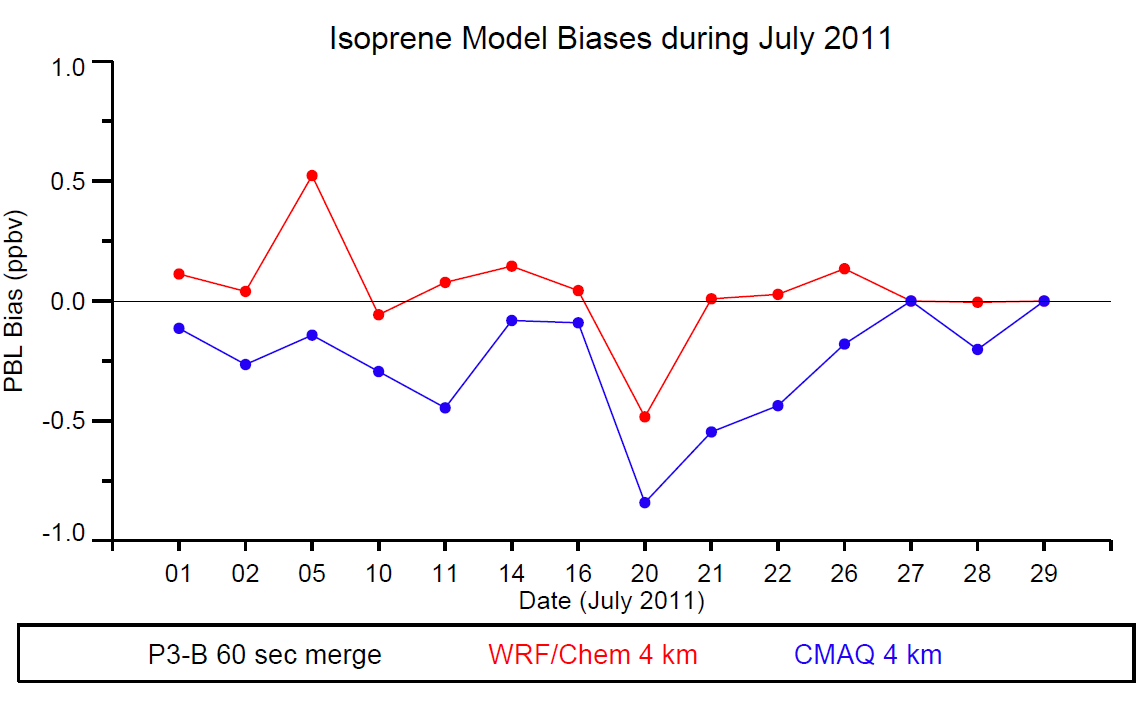 Isoprene Model Biases during July 2011
1.0
0.5
0.0
-0.5
-1.0
PBL Bias (ppbv)
01 02 05 10 11 14 16 20 21 22 26 27 28 29
Date (July 2011)
P3-B 60 sec merge WRF/Chem 4 km CMAQ 4 km